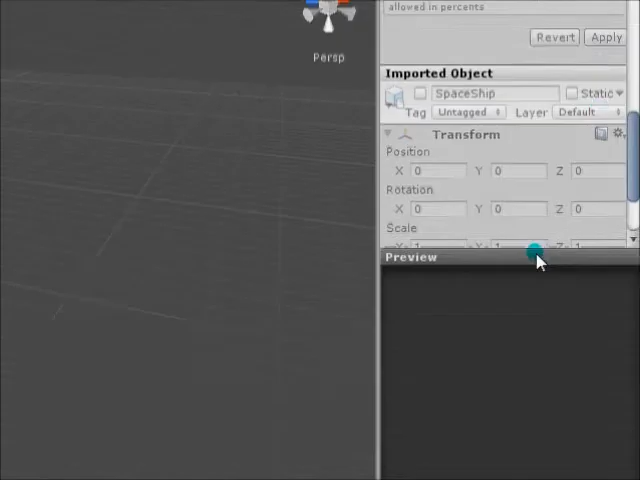 allowed in percents
Revert Apply
Persp
Imported Object
SpaceShip Static
Tag Untagged Layer Default
Transform
Position
X 0 Y 0 Z 0
Rotation
X 0 Y 0 Z 0
Scale
X 1 Y 1 Z 1
Preview